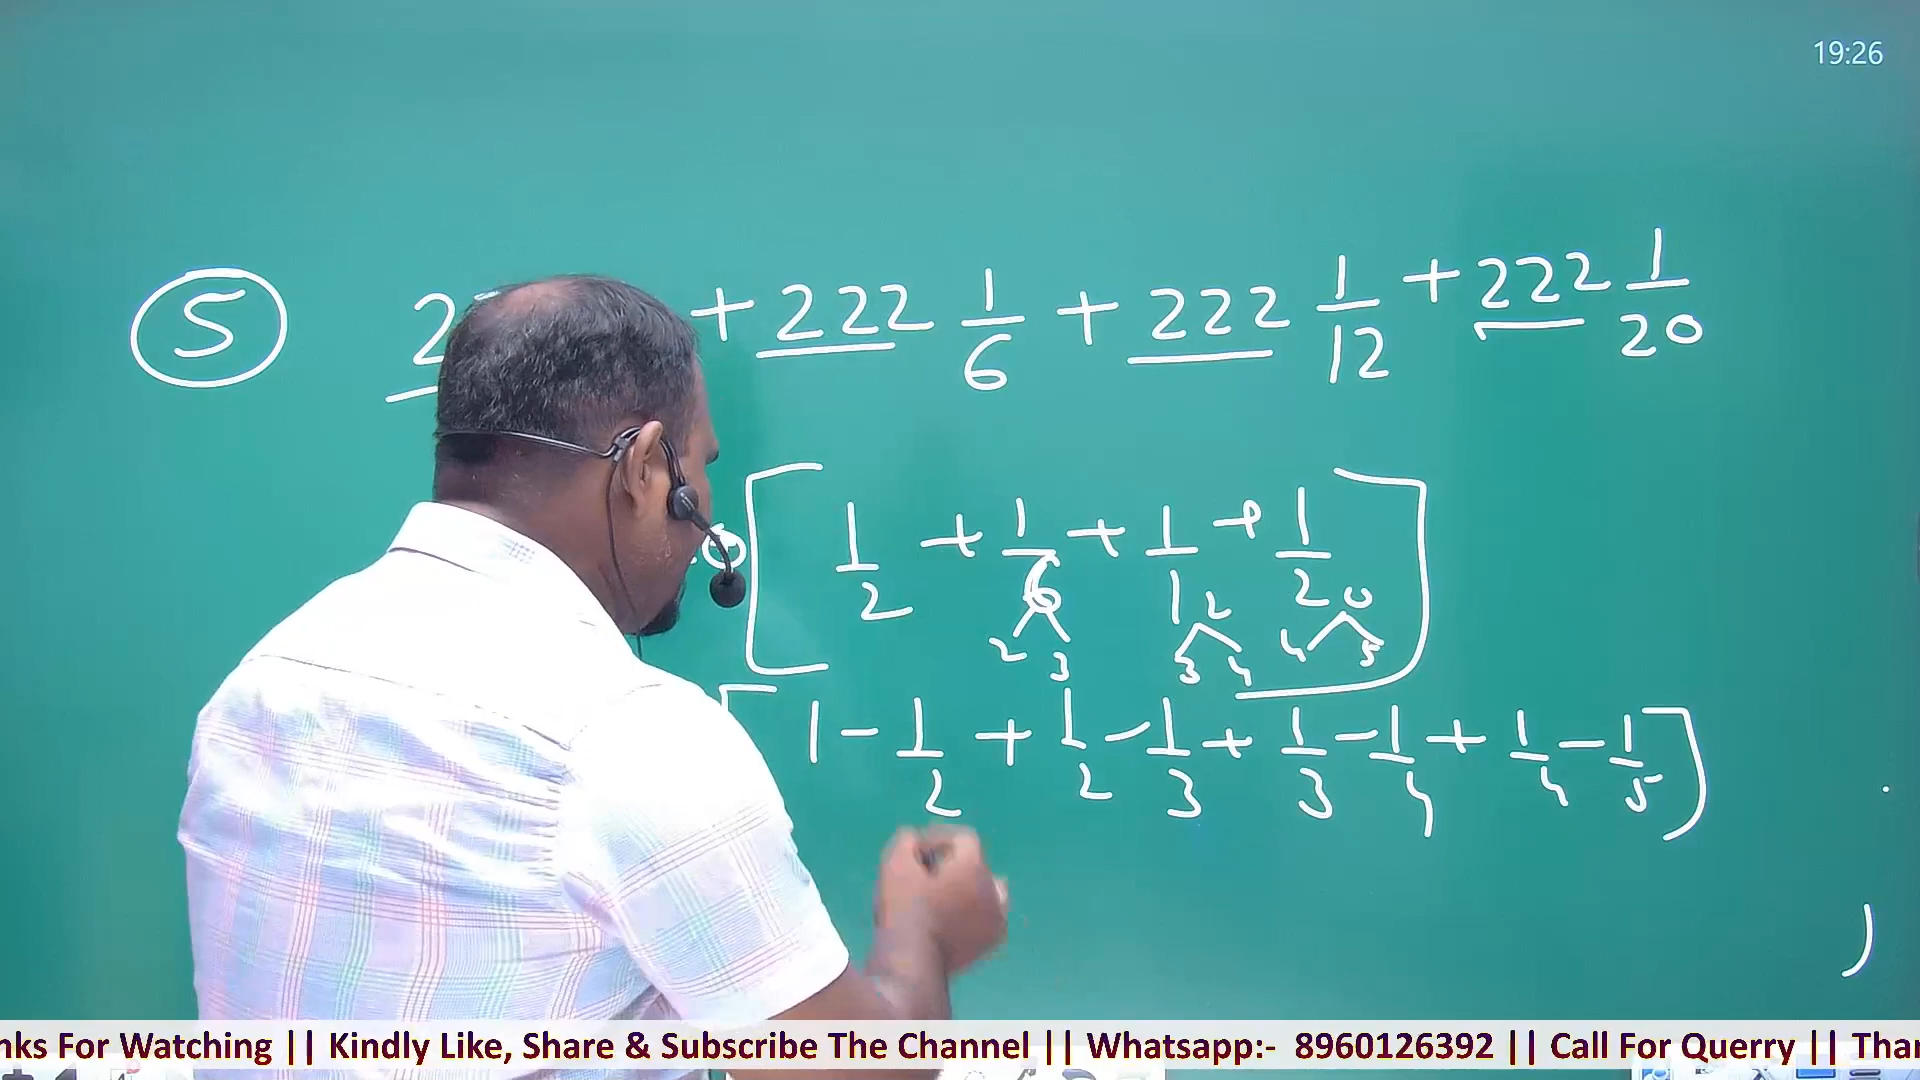 19:26
5 2 + 222 1/6 + 222 1/12 + 222 1/20
[ 1/2 + 1/6 + 1/12 + 1/20 ]
2 3 3 4 4 5
[ 1 - 1/2 + 1/2 - 1/3 + 1/3 - 1/4 + 1/4 - 1/5 ]
nks For Watching || Kindly Like, Share & Subscribe The Channel || Whatsapp:- 8960126392 || Call For Querry || Than